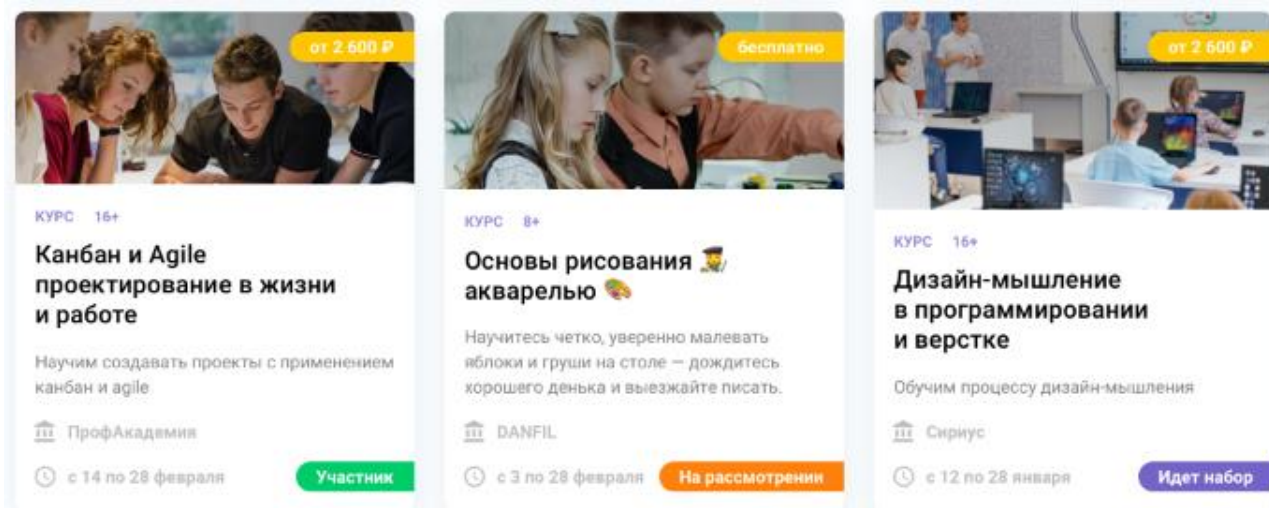 от 2 600 ₽
КУРС 16+
Канбан и Agile
проектирование в жизни
и работе
Научим создавать проекты с применением
канбан и agile
ПрофАкадемия
с 14 по 28 февраля
Участник
бесплатно
КУРС 8+
Основы рисования 👨‍🎨
акварелью 🎨
Научитесь четко, уверенно малевать
яблоки и груши на столе — дождитесь
хорошего денька и выезжайте писать.
DANFIL
с 3 по 28 февраля
На рассмотрении
от 2 600 ₽
КУРС 16+
Дизайн-мышление
в программировании
и верстке
Обучим процессу дизайн-мышления
Сириус
с 12 по 28 января
Идет набор